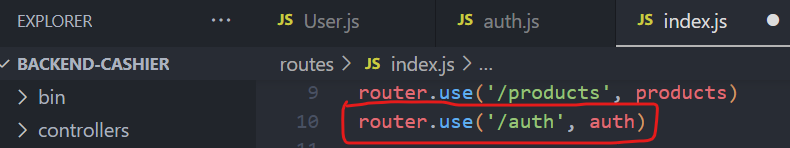 EXPLORER ... JS User.js JS auth.js JS index.js
BACKEND-CASHIER routes > JS index.js > ...
> bin 9 router.use('/products', products)
> controllers 10 router.use('/auth', auth)